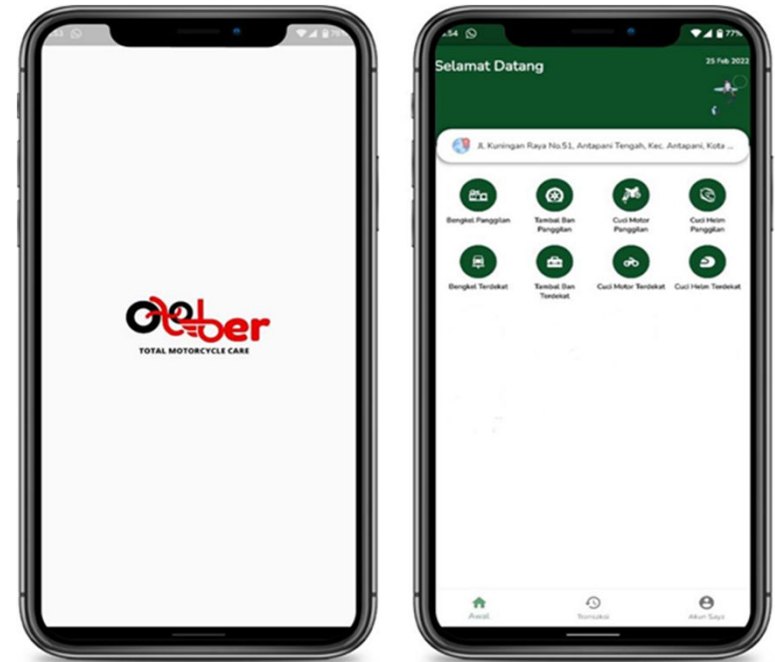 TOTAL MOTORCYCLE CARE
Selamat Datang
25 Feb 2022
Jl. Kuningan Raya No.51, Antapani Tengah, Kec. Antapani, Kota ...
Bengkel Panggilan
Tambal Ban
Panggilan
Cuci Motor
Panggilan
Cuci Helm
Panggilan
Bengkel Terdekat
Tambal Ban
Terdekat
Cuci Motor Terdekat
Cuci Helm Terdekat
Awal
Transaksi
Akun Saya